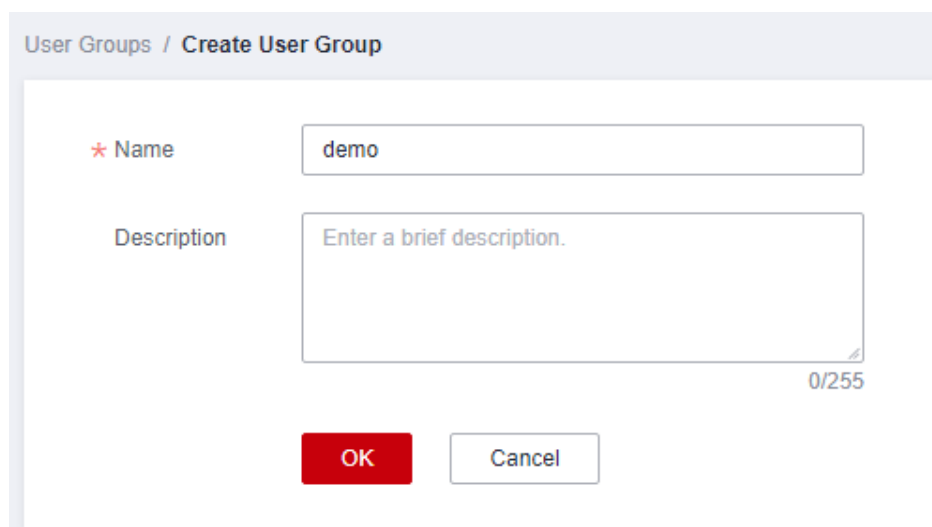 User Groups / Create User Group
* Name
demo
Description
Enter a brief description.
0/255
OK
Cancel